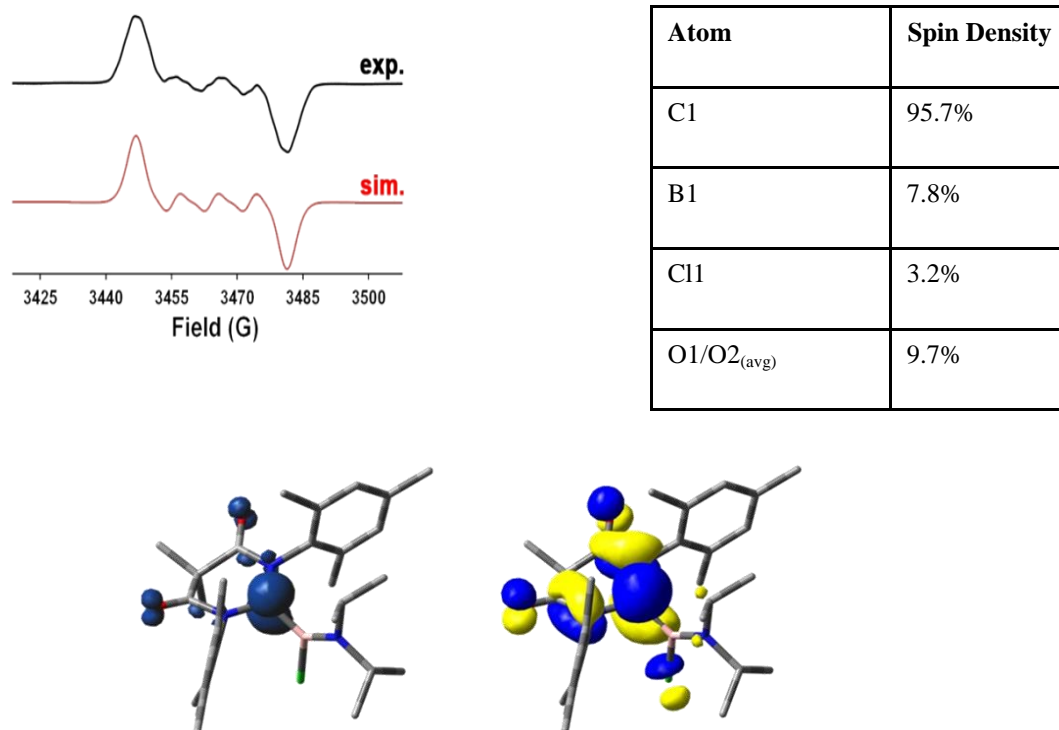 exp.
sim.
3425 3440 3455 3470 3485 3500
Field (G)
Atom Spin Density
C1 95.7%
B1 7.8%
Cl1 3.2%
O1/O2(avg) 9.7%